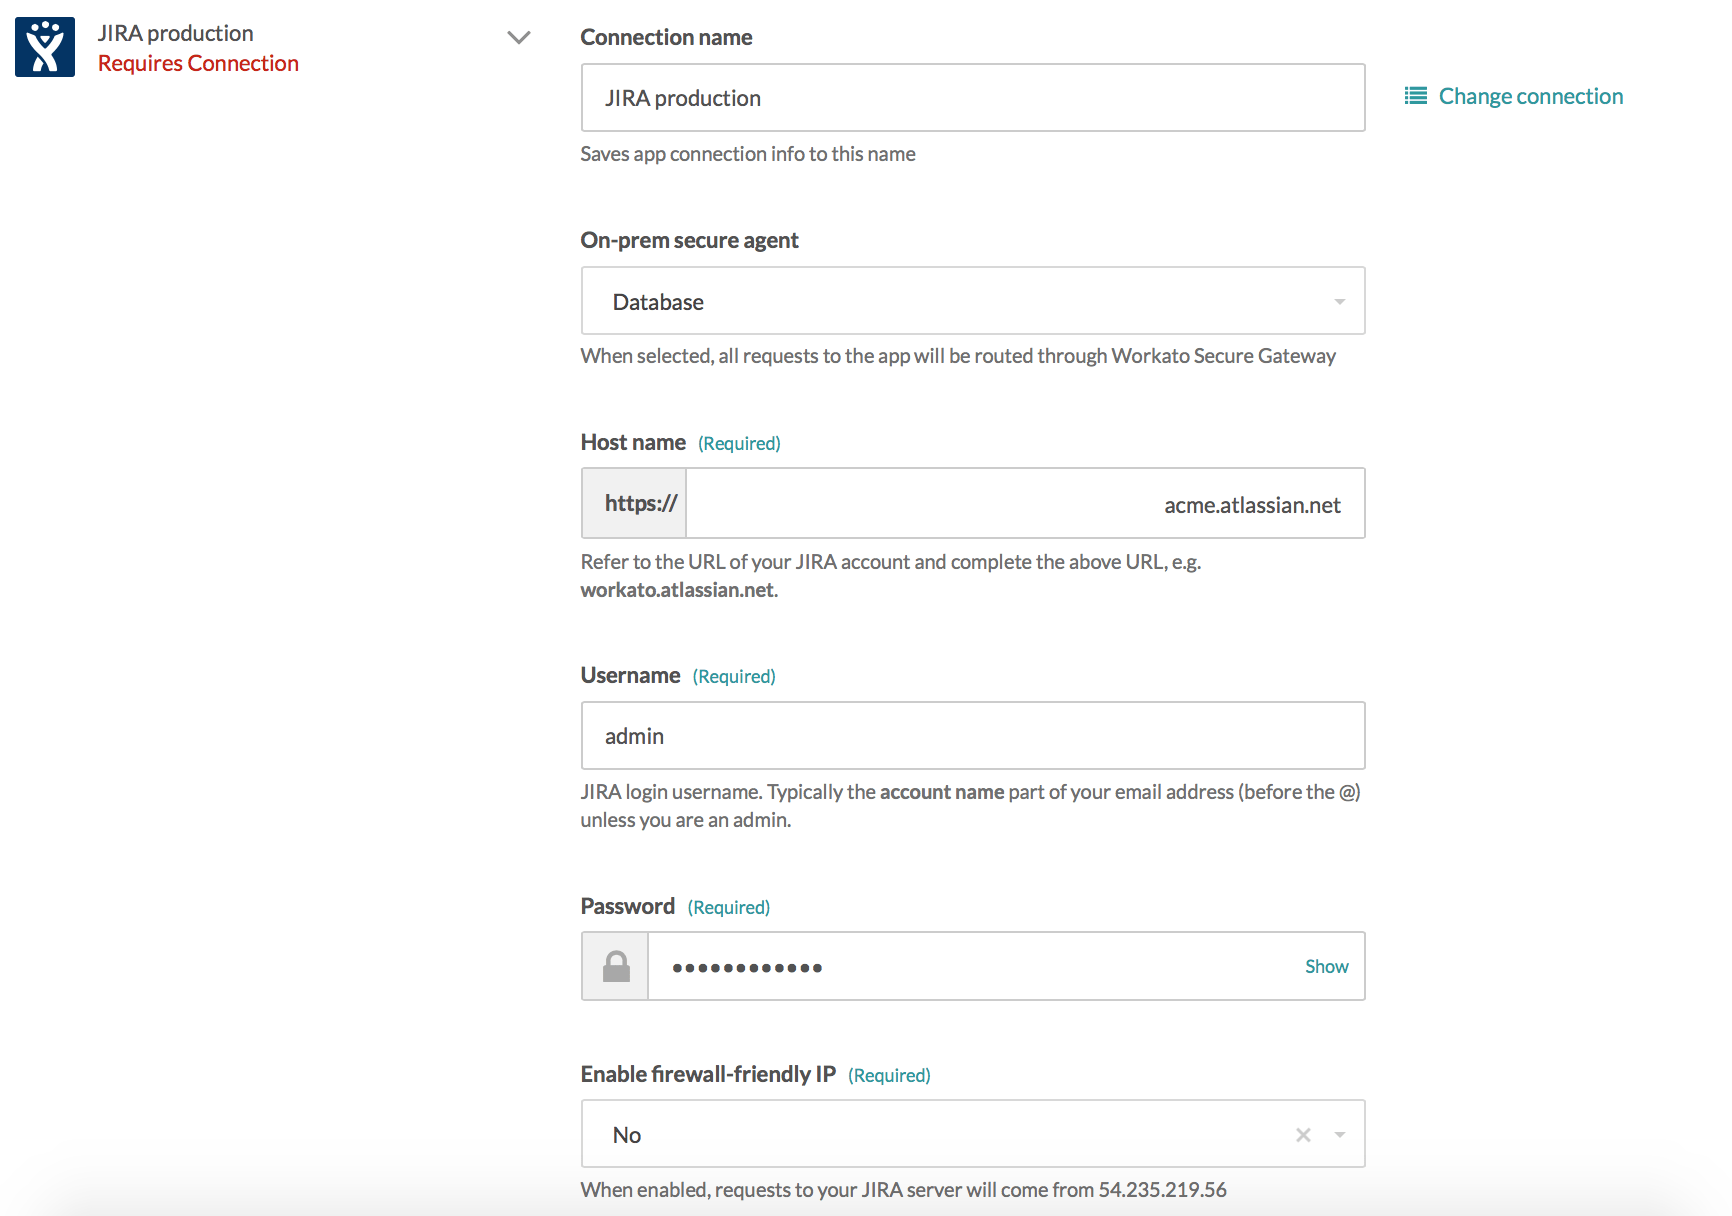 JIRA production
Requires Connection
Connection name
JIRA production
Change connection
Saves app connection info to this name
On-prem secure agent
Database
When selected, all requests to the app will be routed through Workato Secure Gateway
Host name (Required)
https:// acme.atlassian.net
Refer to the URL of your JIRA account and complete the above URL, e.g.
workato.atlassian.net.
Username (Required)
admin
JIRA login username. Typically the account name part of your email address (before the @)
unless you are an admin.
Password (Required)
••••••••••••
Show
Enable firewall-friendly IP (Required)
No
When enabled, requests to your JIRA server will come from 54.235.219.56